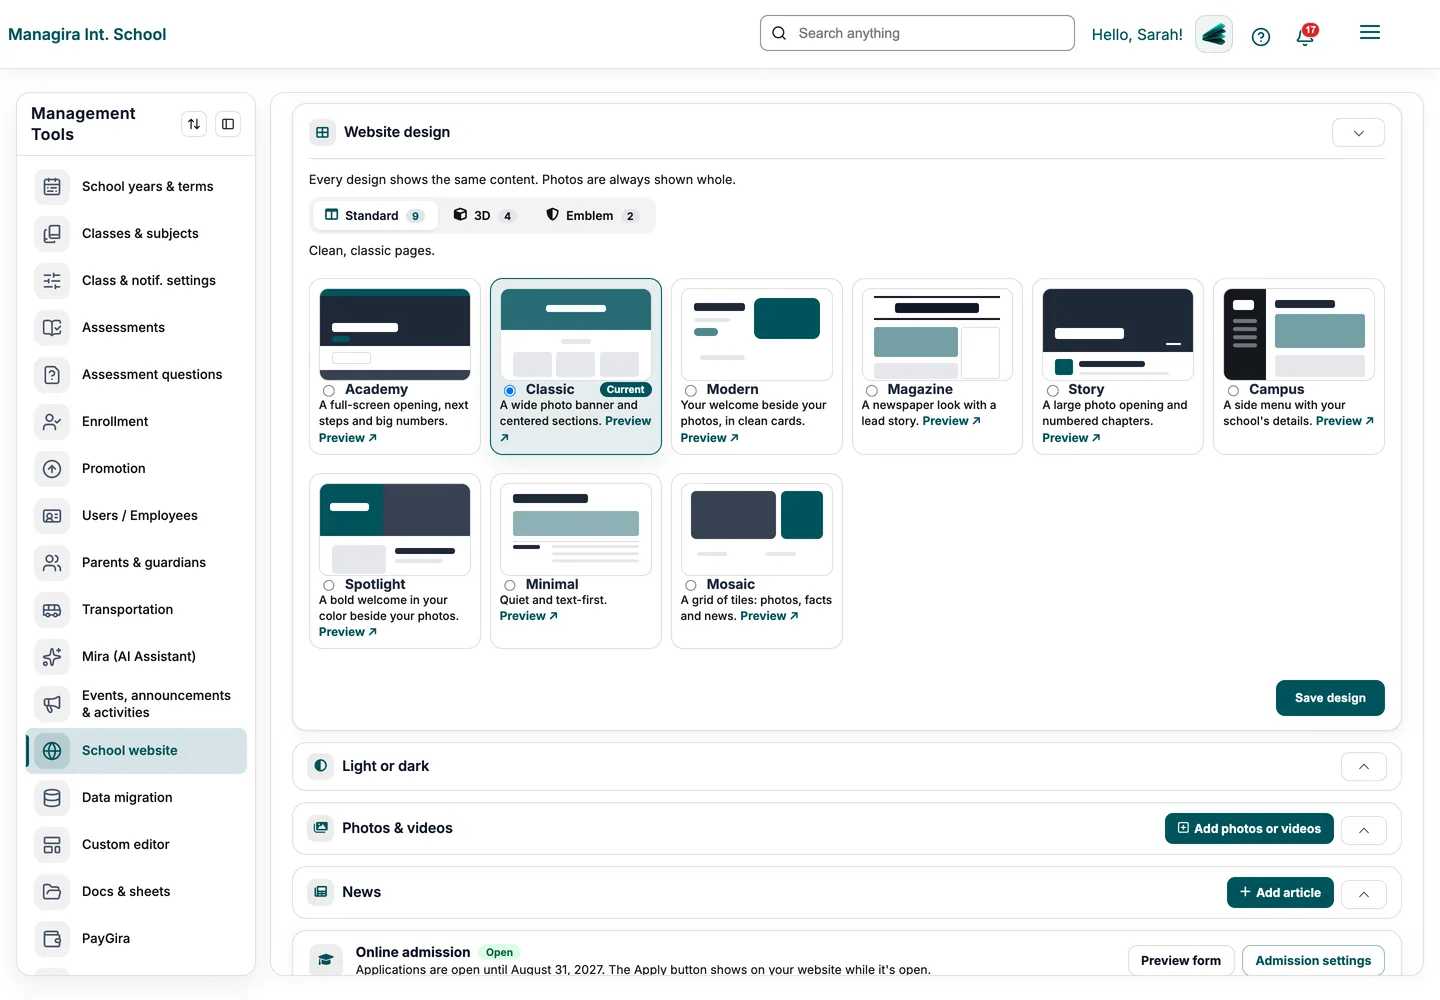 Managira Int. School
Search anything
Hello, Sarah!
17
Management
Tools
School years & terms
Classes & subjects
Class & notif. settings
Assessments
Assessment questions
Enrollment
Promotion
Users / Employees
Parents & guardians
Transportation
Mira (AI Assistant)
Events, announcements
& activities
School website
Data migration
Custom editor
Docs & sheets
PayGira
Website design
Every design shows the same content. Photos are always shown whole.
Standard 9
3D 4
Emblem 2
Clean, classic pages.
Academy
A full-screen opening, next
steps and big numbers.
Preview ↗
Classic Current
A wide photo banner and
centered sections. Preview
↗
Modern
Your welcome beside your
photos, in clean cards.
Preview ↗
Magazine
A newspaper look with a
lead story. Preview ↗
Story
A large photo opening and
numbered chapters.
Preview ↗
Campus
A side menu with your
school's details. Preview ↗
Spotlight
A bold welcome in your
color beside your photos.
Preview ↗
Minimal
Quiet and text-first.
Preview ↗
Mosaic
A grid of tiles: photos, facts
and news. Preview ↗
Save design
Light or dark
Photos & videos
Add photos or videos
News
+ Add article
Online admission Open
Applications are open until August 31, 2027. The Apply button shows on your website while it's open.
Preview form
Admission settings